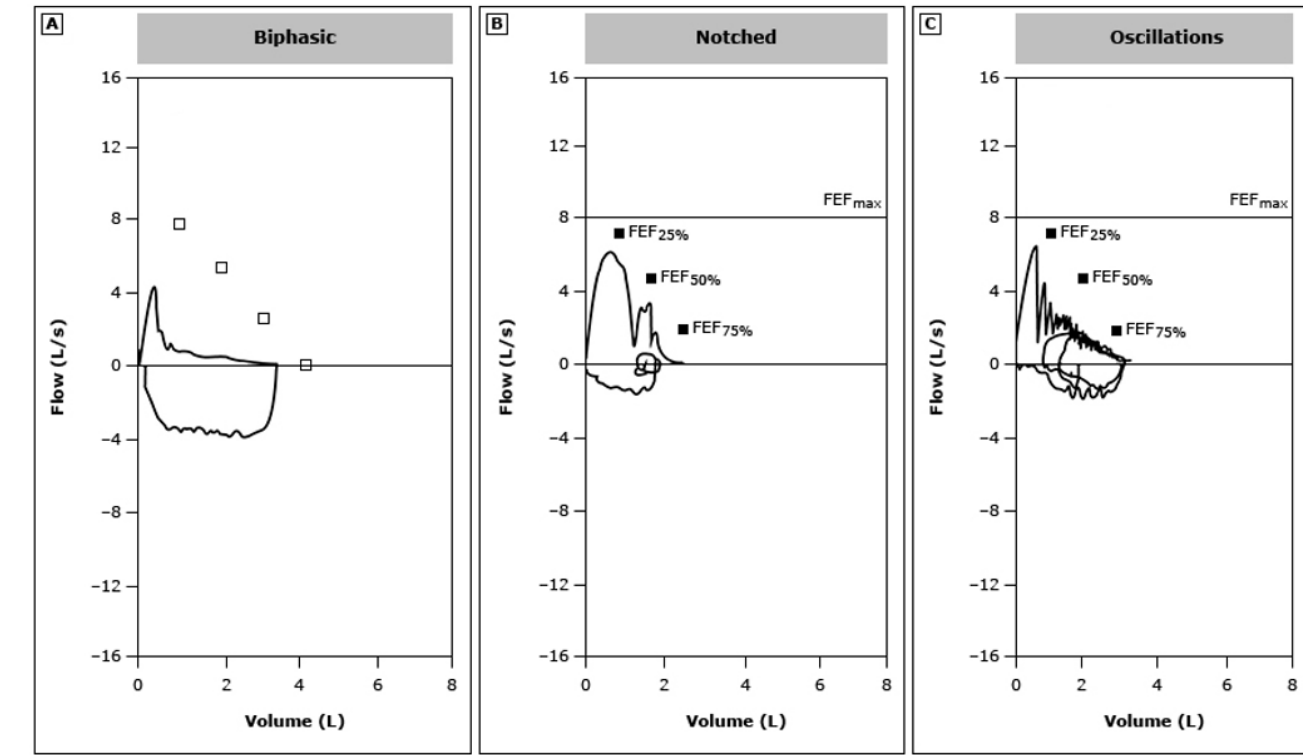 A
Biphasic
16
12
8
4
0
−4
−8
−12
−16
0 2 4 6 8
Flow (L/s)
Volume (L)
B
Notched
16
12
8
4
0
−4
−8
−12
−16
0 2 4 6 8
FEFmax
FEF25%
FEF50%
FEF75%
Flow (L/s)
Volume (L)
C
Oscillations
16
12
8
4
0
−4
−8
−12
−16
0 2 4 6 8
FEFmax
FEF25%
FEF50%
FEF75%
Flow (L/s)
Volume (L)